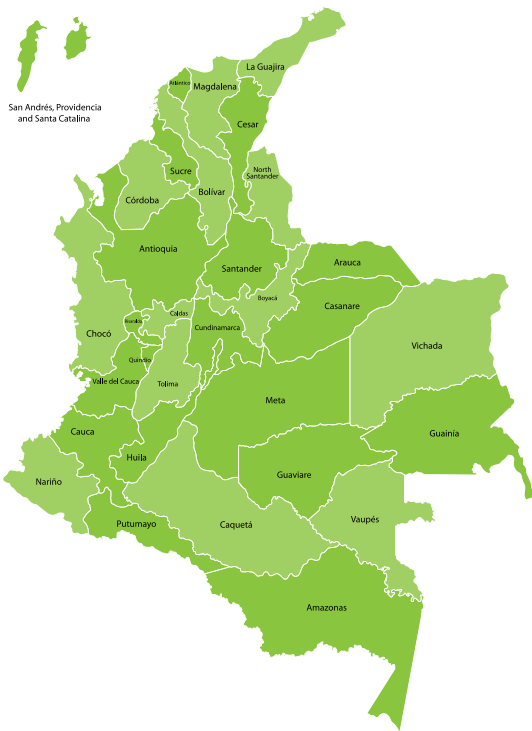 La Guajira
Atlántico
Magdalena
San Andrés, Providencia
and Santa Catalina
Cesar
Sucre
North
Santander
Bolívar
Córdoba
Antioquia
Arauca
Santander
Boyacá
Casanare
Caldas
Risaralda
Cundinamarca
Chocó
Vichada
Quindío
Valle del Cauca
Tolima
Meta
Cauca
Guainía
Huila
Guaviare
Nariño
Vaupés
Putumayo
Caquetá
Amazonas